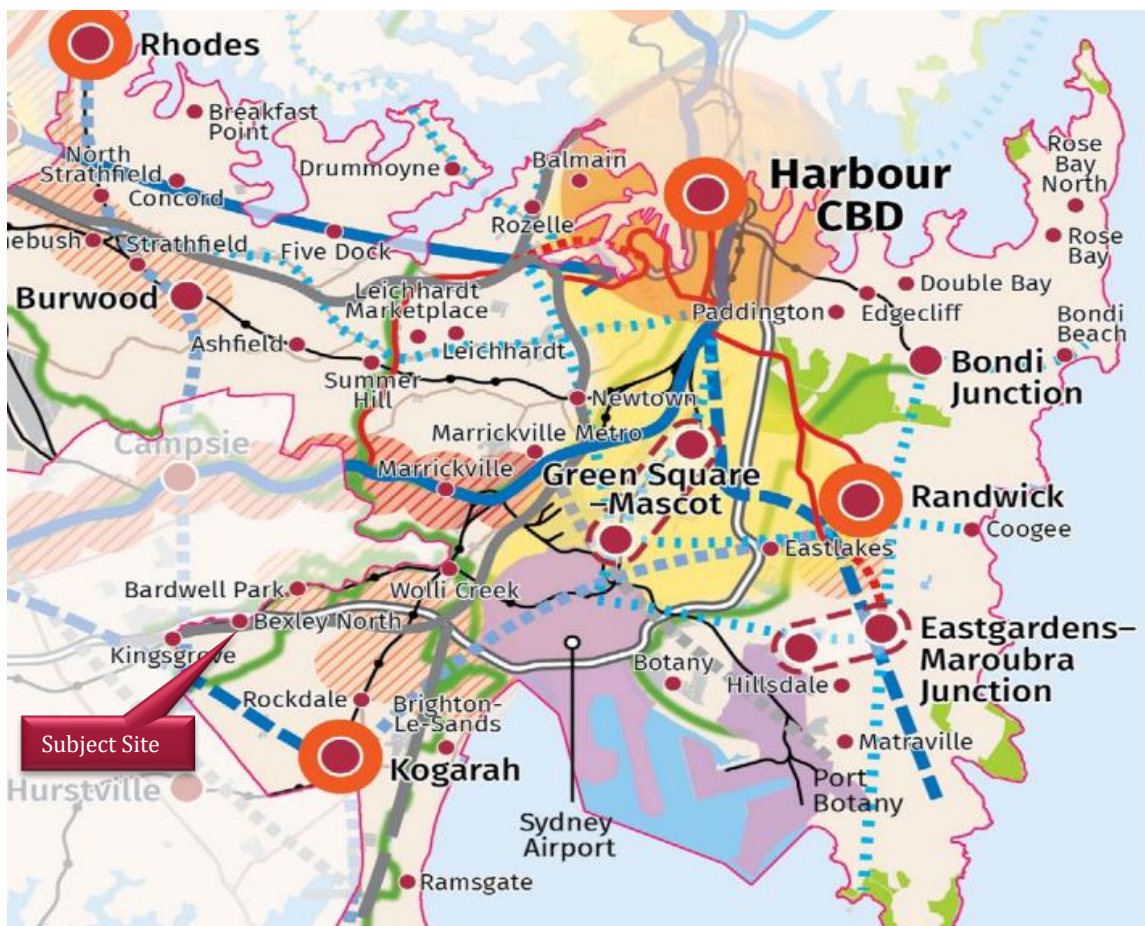 Rhodes
Breakfast
Point
North
Strathfield
Concord
Drummoyne
Balmain
Harbour
CBD
Rose
Bay
North
Rozelle
nebush
Strathfield
Five Dock
Rose
Bay
Burwood
Leichhardt
Marketplace
Double Bay
Paddington
Edgecliff
Bondi
Beach
Ashfield
Leichhardt
Summer
Hill
Bondi
Junction
Newtown
Campsie
Marrickville Metro
Marrickville
Green Square
–Mascot
Randwick
Coogee
Eastlakes
Bardwell Park
Wolli Creek
Bexley North
Kingsgrove
Eastgardens–
Maroubra
Junction
Botany
Hillsdale
Rockdale
Brighton-
Le-Sands
Subject Site
Matraville
Kogarah
Hurstville
Port
Botany
Sydney
Airport
Ramsgate